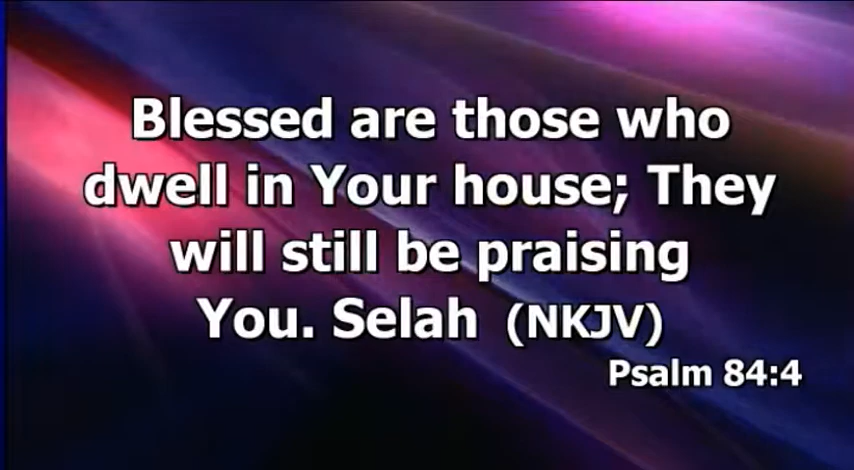 Blessed are those who
dwell in Your house; They
will still be praising
You. Selah (NKJV)
Psalm 84:4